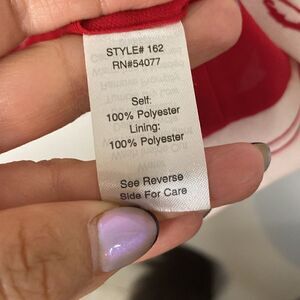 STYLE# 162
RN#54077
Self:
100% Polyester
Lining:
100% Polyester
See Reverse
Side For Care